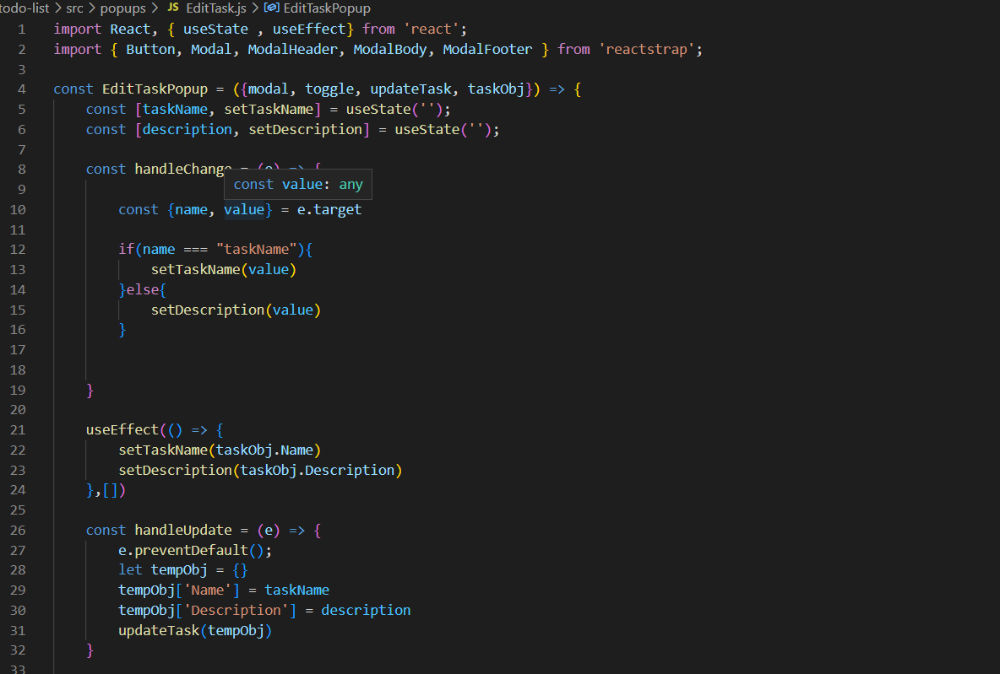 todo-list > src > popups > JS EditTask.js > EditTaskPopup
1 import React, { useState , useEffect} from 'react';
2 import { Button, Modal, ModalHeader, ModalBody, ModalFooter } from 'reactstrap';
3
4 const EditTaskPopup = ({modal, toggle, updateTask, taskObj}) => {
5 const [taskName, setTaskName] = useState('');
6 const [description, setDescription] = useState('');
7
8 const handleChange = (e) => {
const value: any
9
10 const {name, value} = e.target
11
12 if(name === "taskName"){
13 setTaskName(value)
14 }else{
15 setDescription(value)
16 }
17
18
19 }
20
21 useEffect(() => {
22 setTaskName(taskObj.Name)
23 setDescription(taskObj.Description)
24 },[])
25
26 const handleUpdate = (e) => {
27 e.preventDefault();
28 let tempObj = {}
29 tempObj['Name'] = taskName
30 tempObj['Description'] = description
31 updateTask(tempObj)
32 }
33